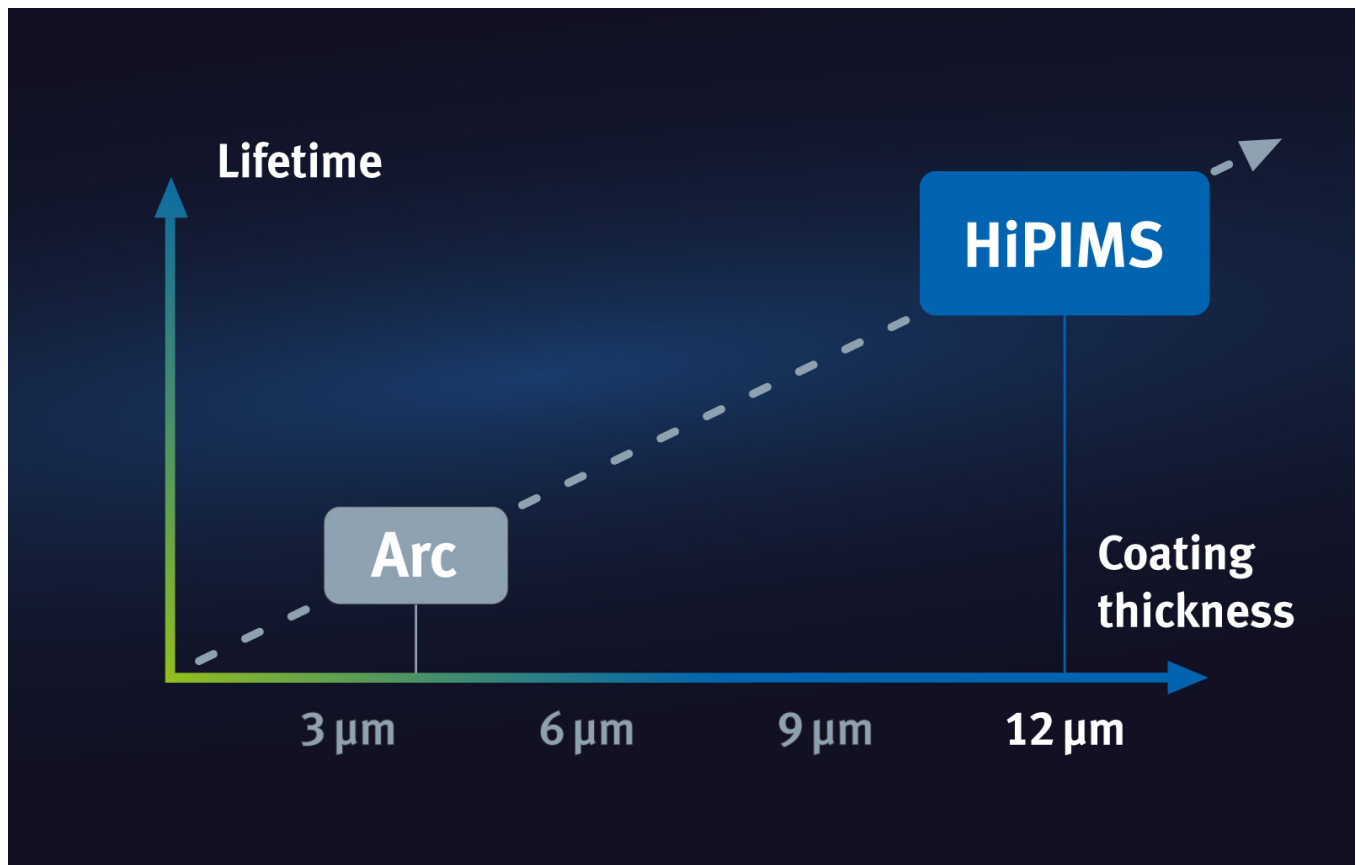 Lifetime
HiPIMS
Arc
Coating
thickness
3 µm 6 µm 9 µm 12 µm